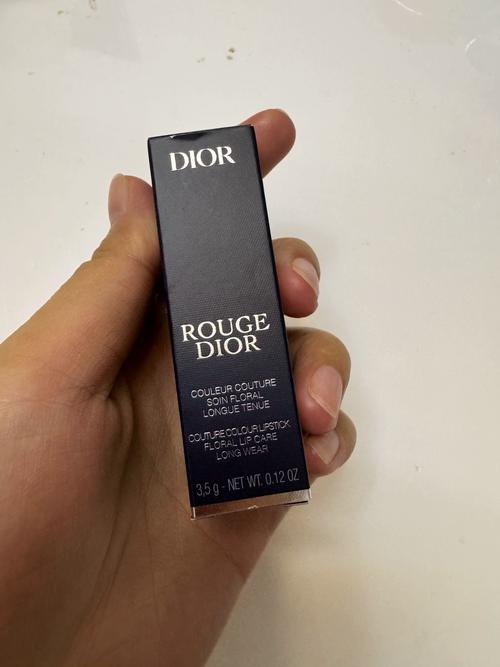 DIOR
ROUGE
DIOR
COULEUR COUTURE
SOIN FLORAL
LONGUE TENUE
COUTURE COLOUR LIPSTICK
FLORAL LIP CARE
LONG WEAR
3,5 g - NET WT. 0.12 OZ